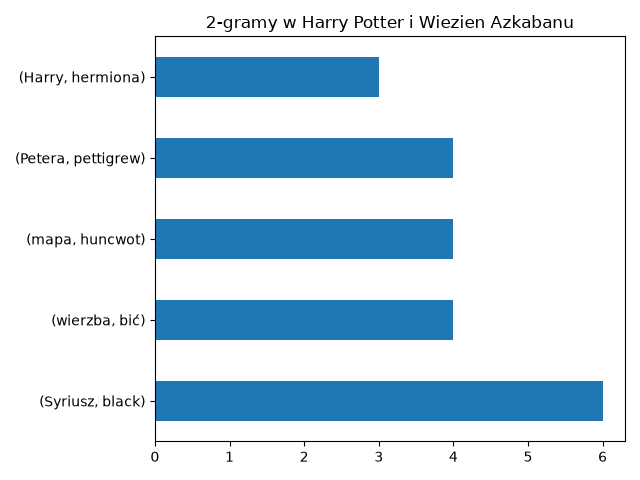 2-gramy w Harry Potter i Wiezien Azkabanu
(Harry, hermiona)
(Petera, pettigrew)
(mapa, huncwot)
(wierzba, bić)
(Syriusz, black)
0 1 2 3 4 5 6